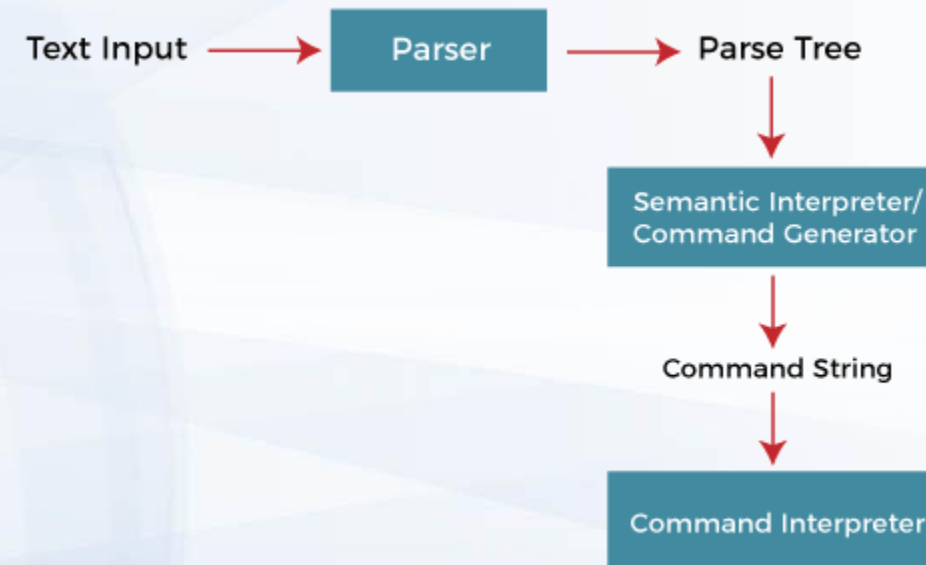 Text Input
Parser
Parse Tree
Semantic Interpreter/
Command Generator
Command String
Command Interpreter